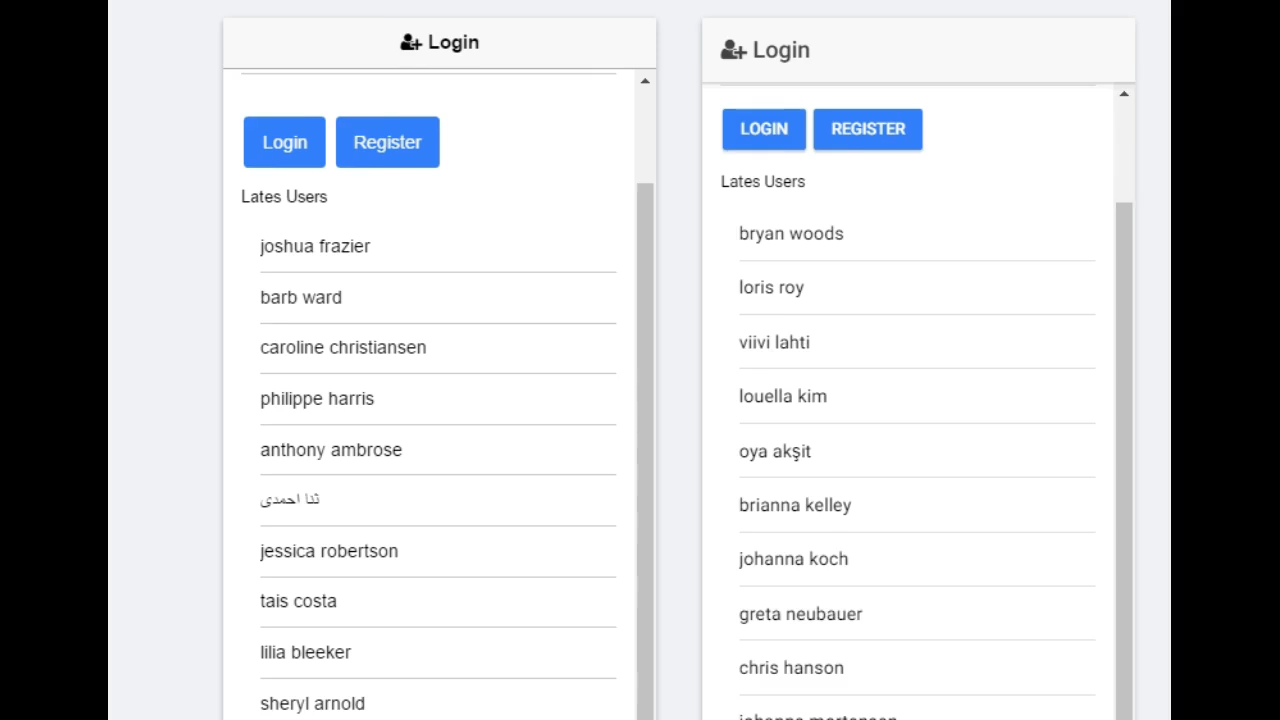 Login
Login Register
Lates Users
joshua frazier
barb ward
caroline christiansen
philippe harris
anthony ambrose
ثنا احمدی
jessica robertson
tais costa
lilia bleeker
sheryl arnold
Login
LOGIN REGISTER
Lates Users
bryan woods
loris roy
viivi lahti
louella kim
oya akşit
brianna kelley
johanna koch
greta neubauer
chris hanson